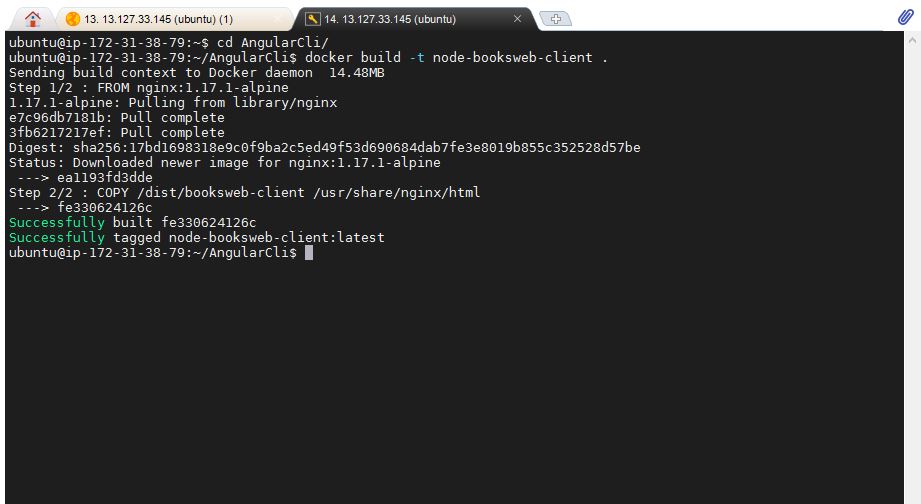 13. 13.127.33.145 (ubuntu) (1)
14. 13.127.33.145 (ubuntu)
ubuntu@ip-172-31-38-79:~$ cd AngularCli/
ubuntu@ip-172-31-38-79:~/AngularCli$ docker build -t node-booksweb-client .
Sending build context to Docker daemon  14.48MB
Step 1/2 : FROM nginx:1.17.1-alpine
1.17.1-alpine: Pulling from library/nginx
e7c96db7181b: Pull complete
3fb6217217ef: Pull complete
Digest: sha256:17bd1698318e9c0f9ba2c5ed49f53d690684dab7fe3e8019b855c352528d57be
Status: Downloaded newer image for nginx:1.17.1-alpine
 ---> ea1193fd3dde
Step 2/2 : COPY /dist/booksweb-client /usr/share/nginx/html
 ---> fe330624126c
Successfully built fe330624126c
Successfully tagged node-booksweb-client:latest
ubuntu@ip-172-31-38-79:~/AngularCli$